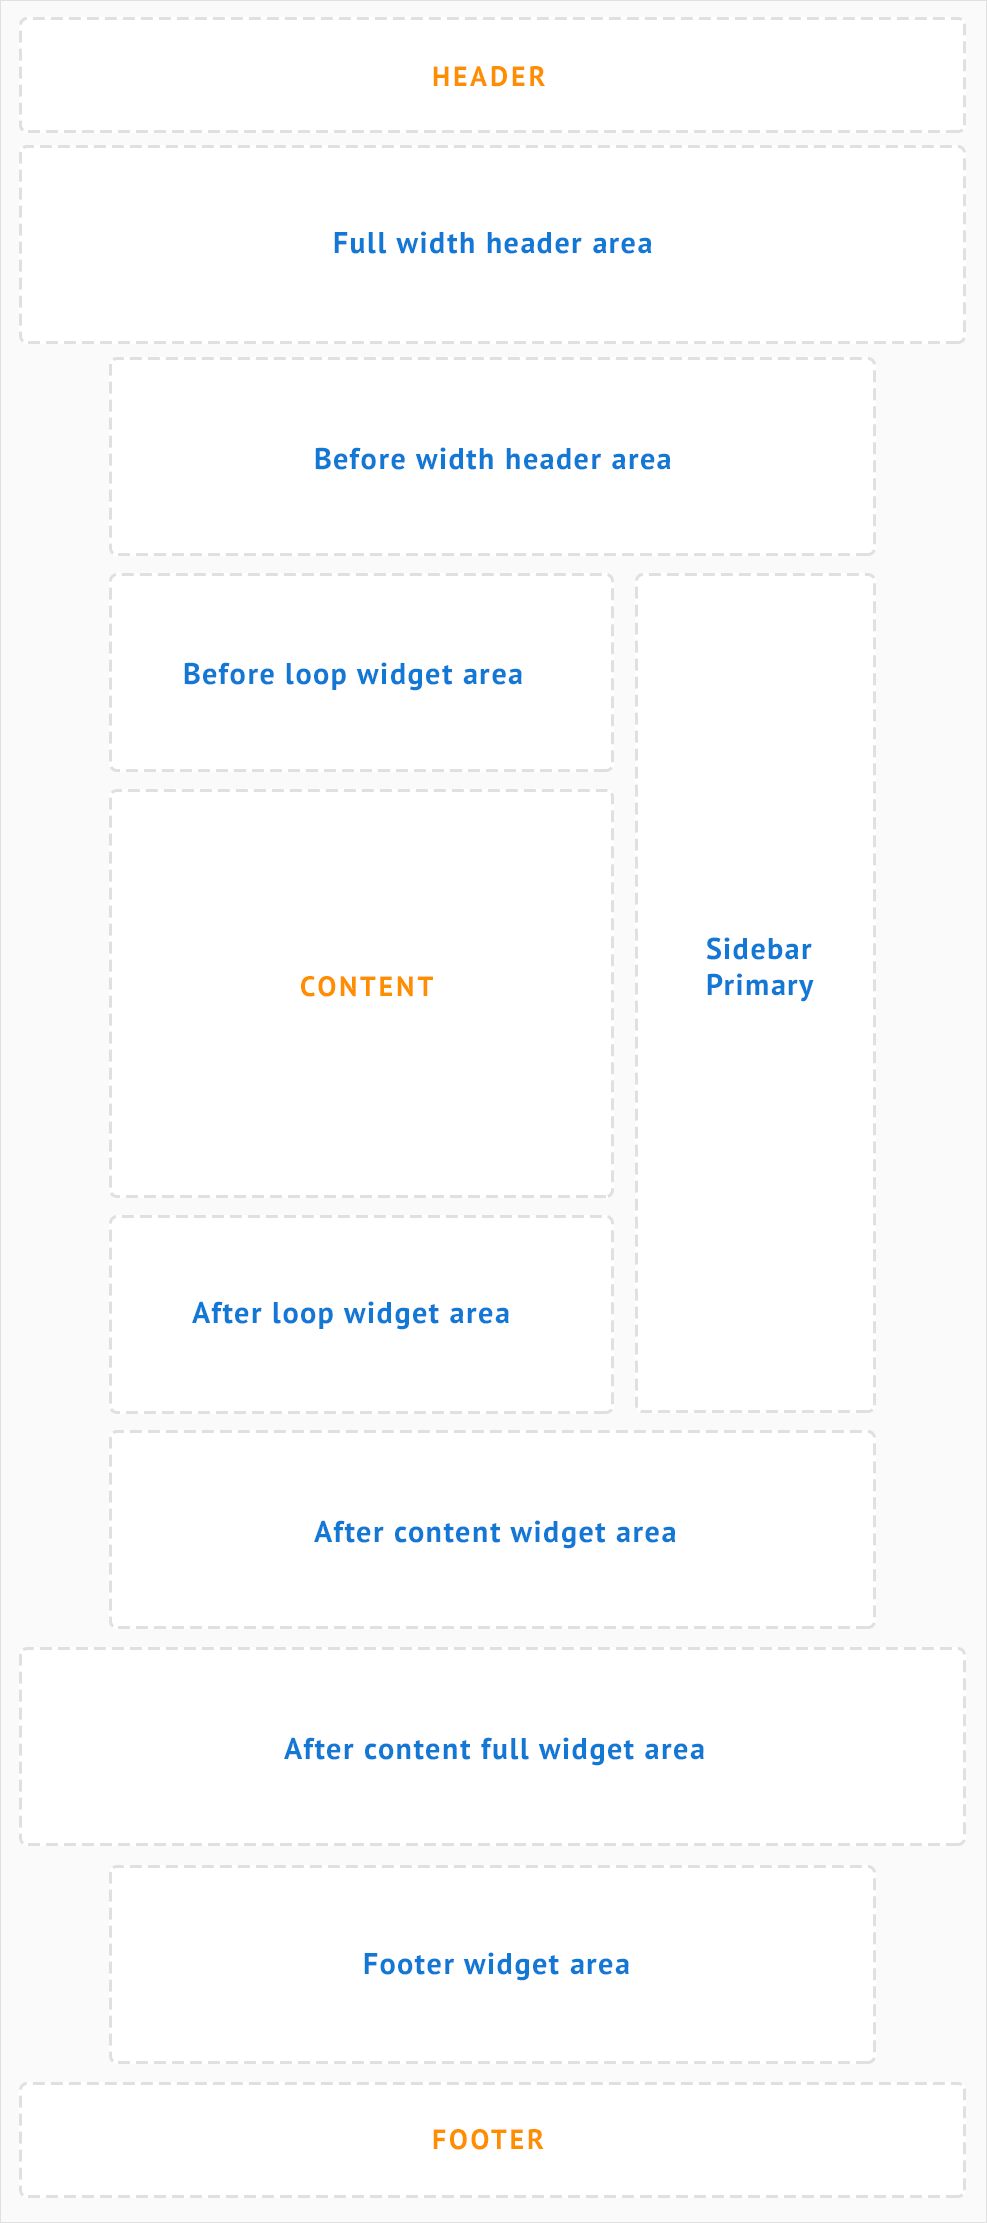 HEADER
Full width header area
Before width header area
Before loop widget area
CONTENT
Sidebar
Primary
After loop widget area
After content widget area
After content full widget area
Footer widget area
FOOTER